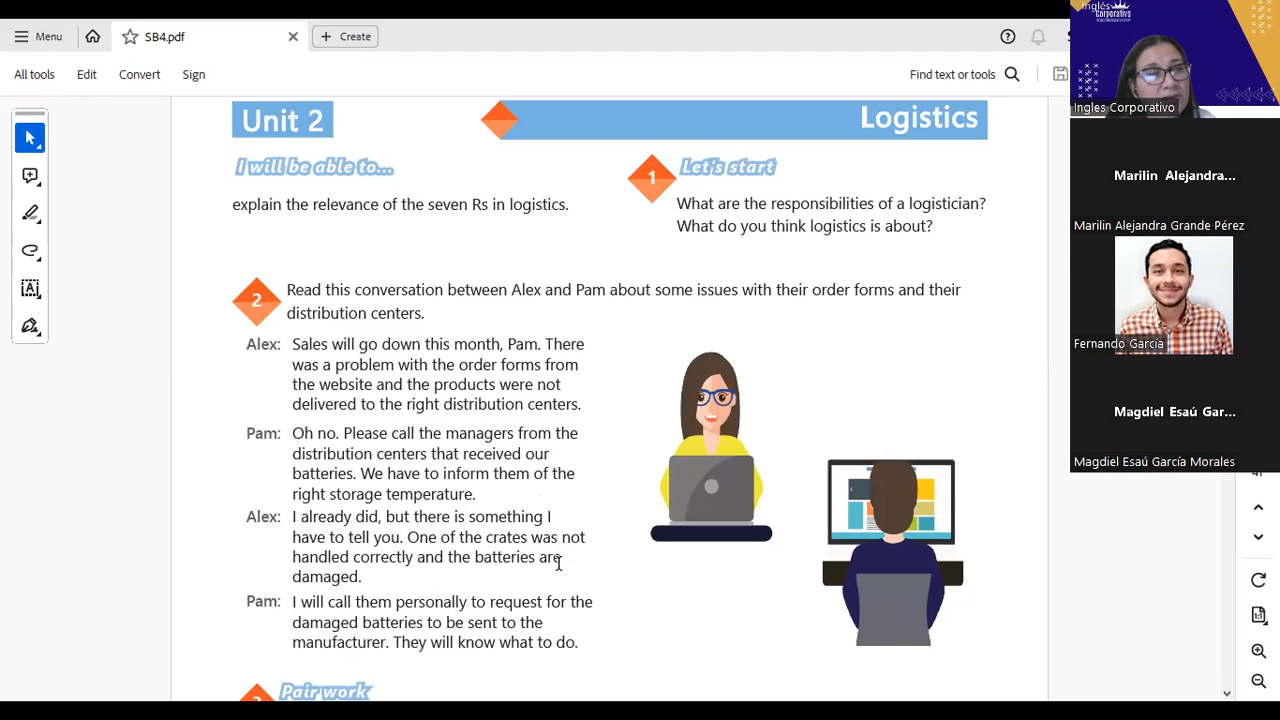 Menu
SB4.pdf
Create
All tools
Edit
Convert
Sign
Find text or tools
Unit 2
Logistics
I will be able to...
explain the relevance of the seven Rs in logistics.
1
Let's start
What are the responsibilities of a logistician?
What do you think logistics is about?
2
Read this conversation between Alex and Pam about some issues with their order forms and their
distribution centers.
Alex: Sales will go down this month, Pam. There
was a problem with the order forms from
the website and the products were not
delivered to the right distribution centers.
Pam: Oh no. Please call the managers from the
distribution centers that received our
batteries. We have to inform them of the
right storage temperature.
Alex: I already did, but there is something I
have to tell you. One of the crates was not
handled correctly and the batteries are
damaged.
Pam: I will call them personally to request for the
damaged batteries to be sent to the
manufacturer. They will know what to do.
Pair work
Inglés
corporativo
Ingles Corporativo
Marilin Alejandra...
Marilin Alejandra Grande Pérez
Fernando García
Magdiel Esaú Gar...
Magdiel Esaú García Morales